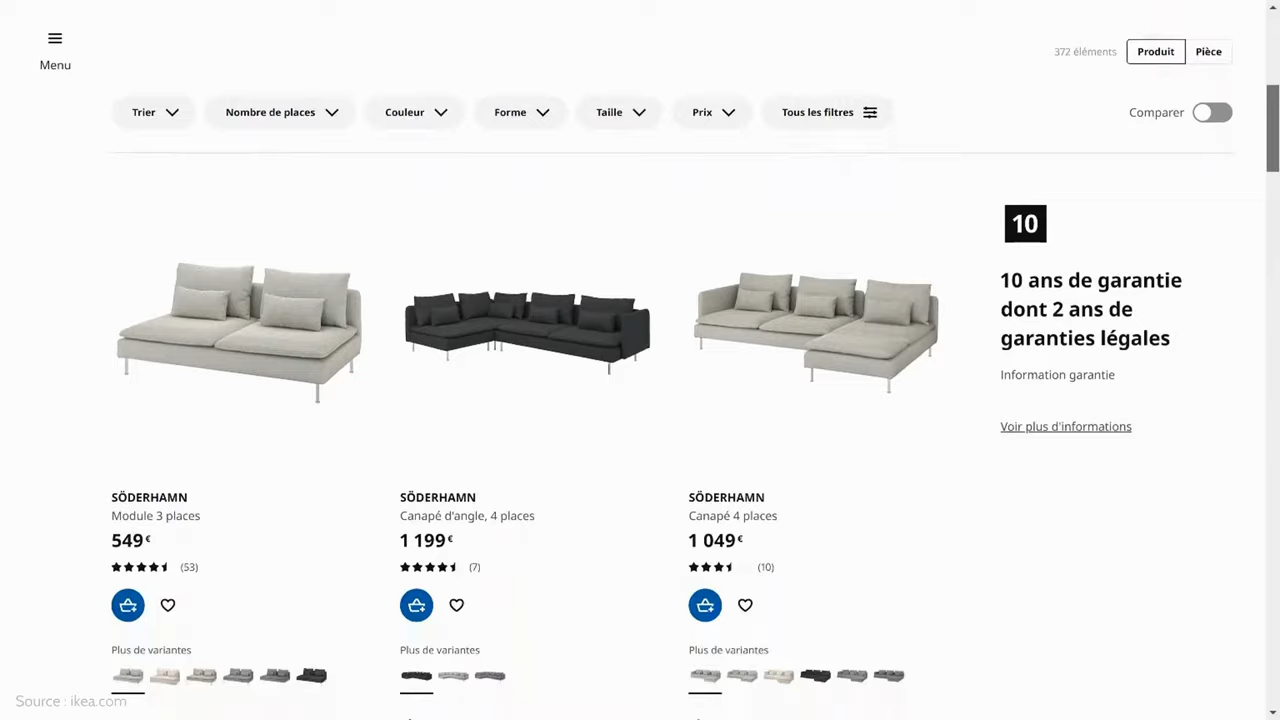 Menu
372 éléments
Produit
Pièce
Trier
Nombre de places
Couleur
Forme
Taille
Prix
Tous les filtres
Comparer
10
10 ans de garantie
dont 2 ans de
garanties légales
Information garantie
Voir plus d'informations
SÖDERHAMN
Module 3 places
549€
(53)
Plus de variantes
SÖDERHAMN
Canapé d'angle, 4 places
1 199€
(7)
Plus de variantes
SÖDERHAMN
Canapé 4 places
1 049€
(10)
Plus de variantes
Source : ikea.com